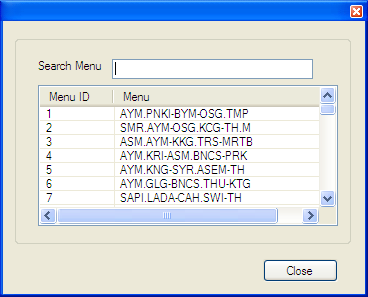 Search Menu
Menu ID Menu
1 AYM.PNKI-BYM-OSG.TMP
2 SMR.AYM-OSG.KCG-TH.M
3 ASM.AYM-KKG.TRS-MRTB
4 AYM.KRI-ASM.BNCS-PRK
5 AYM.KNG-SYR.ASEM-TH
6 AYM.GLG-BNCS.THU-KTG
7 SAPI.LADA-CAH.SWI-TH
Close